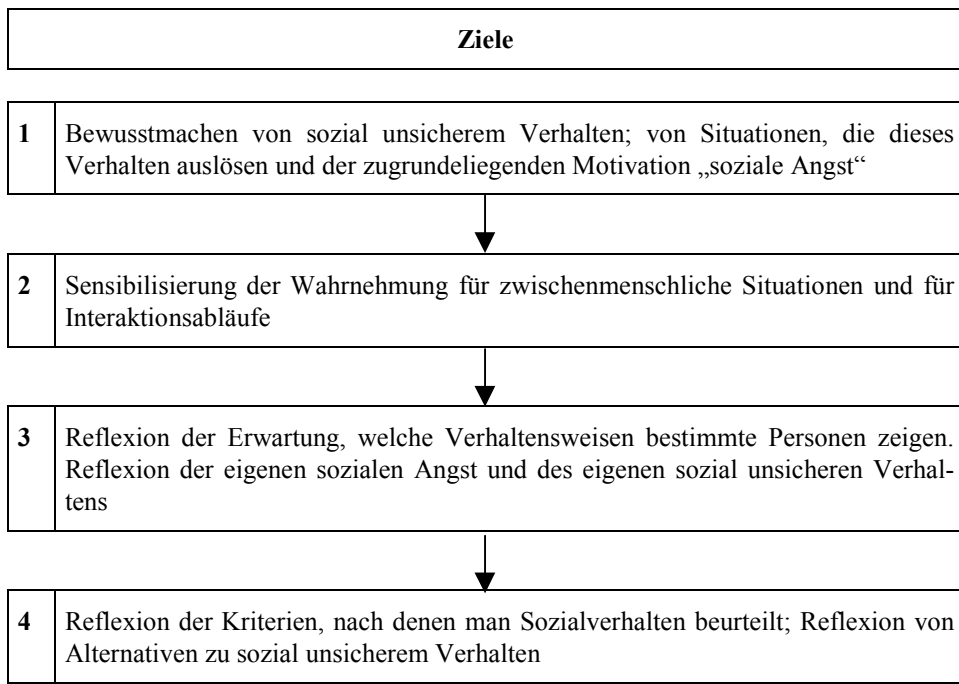 Ziele
1 Bewusstmachen von sozial unsicherem Verhalten; von Situationen, die dieses
Verhalten auslösen und der zugrundeliegenden Motivation „soziale Angst“
2 Sensibilisierung der Wahrnehmung für zwischenmenschliche Situationen und für
Interaktionsabläufe
3 Reflexion der Erwartung, welche Verhaltensweisen bestimmte Personen zeigen.
Reflexion der eigenen sozialen Angst und des eigenen sozial unsicheren Verhal-
tens
4 Reflexion der Kriterien, nach denen man Sozialverhalten beurteilt; Reflexion von
Alternativen zu sozial unsicherem Verhalten